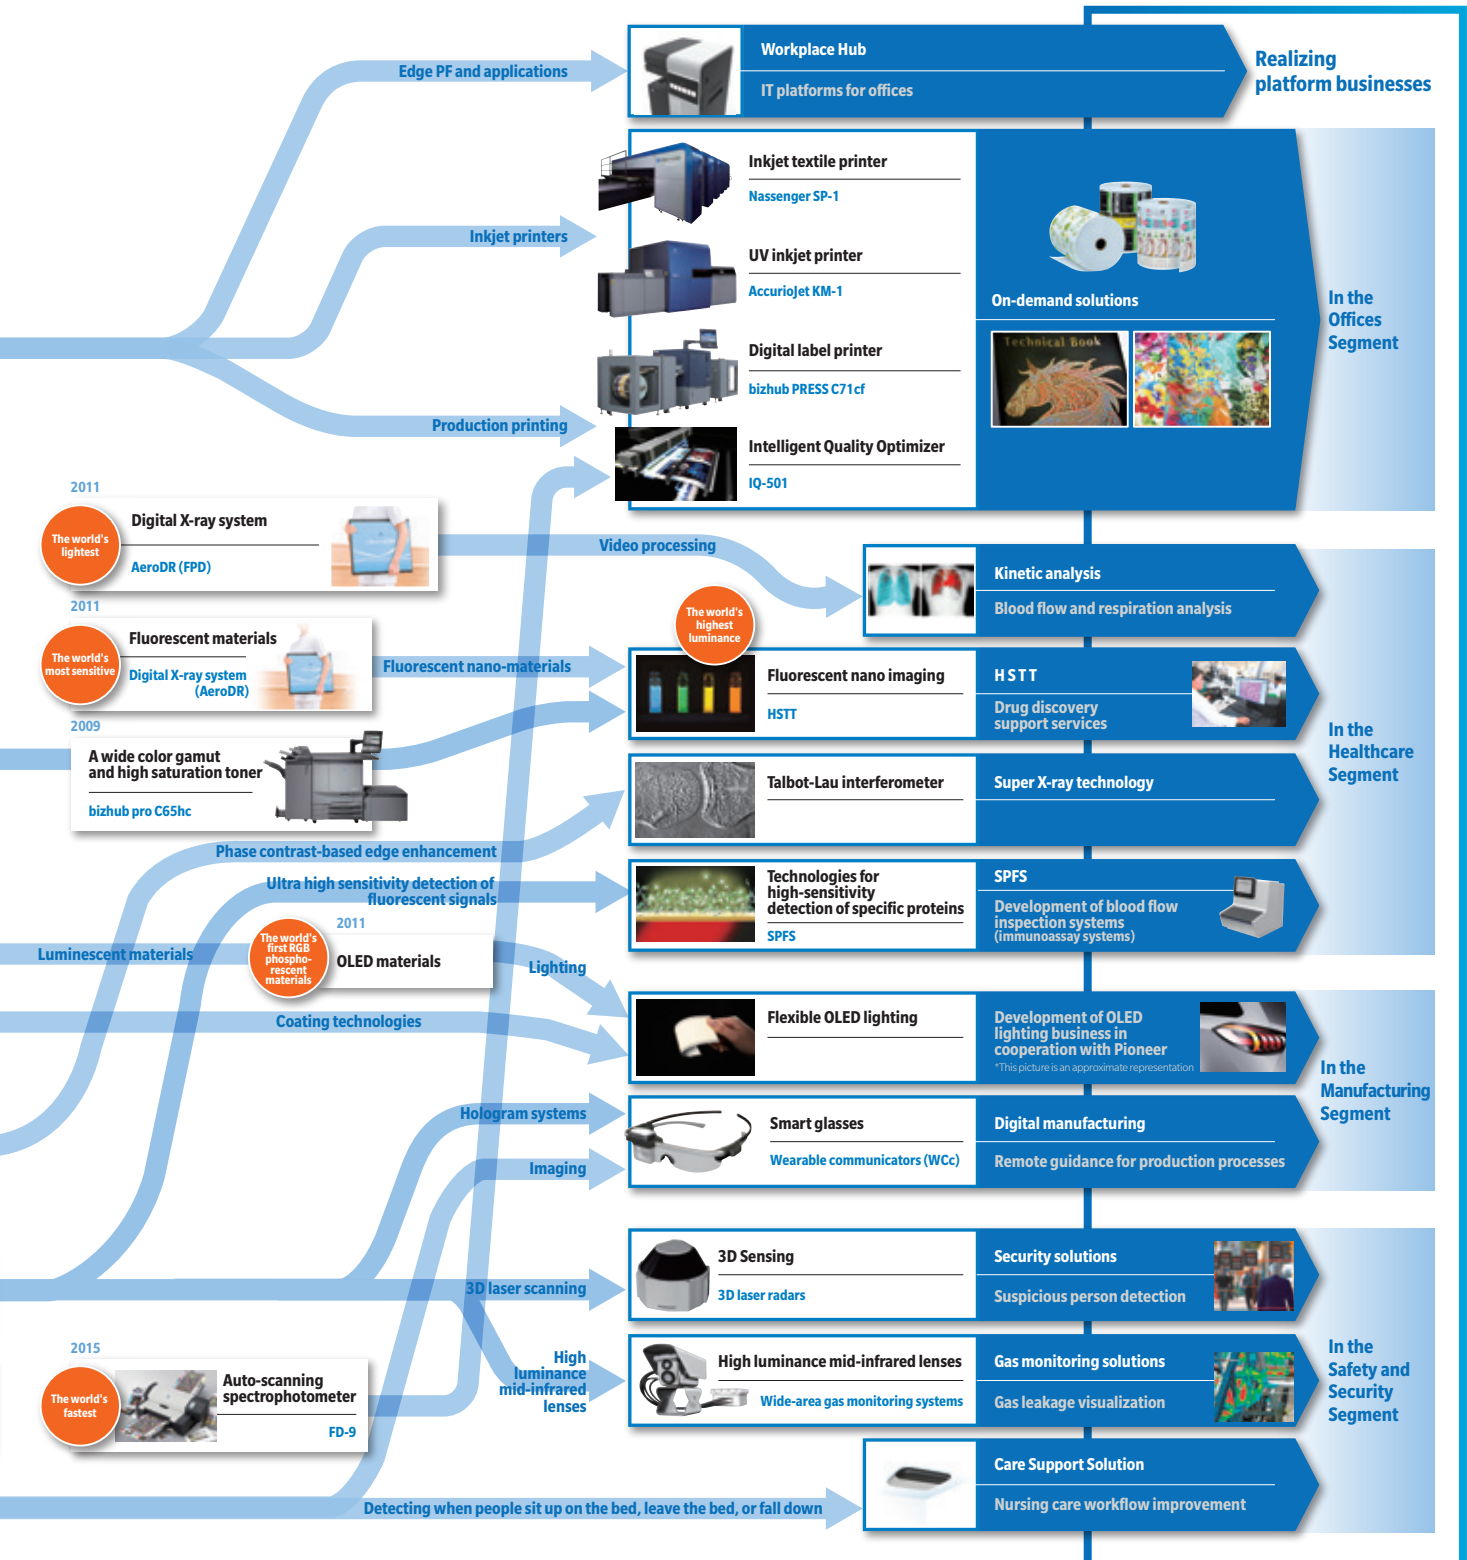 Edge PF and applications
Workplace Hub
IT platforms for offices
Realizing
platform businesses
Inkjet printers
Inkjet textile printer
Nassenger SP-1
UV inkjet printer
AccurioJet KM-1
Digital label printer
bizhub PRESS C71cf
Production printing
Intelligent Quality Optimizer
IQ-501
On-demand solutions
Technical Book
In the
Offices
Segment
2011
The world's
lightest
Digital X-ray system
AeroDR (FPD)
Video processing
Kinetic analysis
Blood flow and respiration analysis
2011
The world's
most sensitive
Fluorescent materials
Digital X-ray system
(AeroDR)
Fluorescent nano-materials
The world's
highest
luminance
Fluorescent nano imaging
HSTT
HSTT
Drug discovery
support services
In the
Healthcare
Segment
2009
A wide color gamut
and high saturation toner
bizhub pro C65hc
Talbot-Lau interferometer
Super X-ray technology
Phase contrast-based edge enhancement
Ultra high sensitivity detection of
fluorescent signals
Technologies for
high-sensitivity
detection of specific proteins
SPFS
SPFS
Development of blood flow
inspection systems
(immunoassay systems)
Luminescent materials
The world's
first RGB
phospho-
rescent
materials
2011
OLED materials
Lighting
Coating technologies
Flexible OLED lighting
Development of OLED
lighting business in
cooperation with Pioneer
*This picture is an approximate representation
In the
Manufacturing
Segment
Hologram systems
Imaging
Smart glasses
Wearable communicators (WCc)
Digital manufacturing
Remote guidance for production processes
3D laser scanning
3D Sensing
3D laser radars
Security solutions
Suspicious person detection
2015
The world's
fastest
Auto-scanning
spectrophotometer
FD-9
High
luminance
mid-infrared
lenses
High luminance mid-infrared lenses
Wide-area gas monitoring systems
Gas monitoring solutions
Gas leakage visualization
In the
Safety and
Security
Segment
Detecting when people sit up on the bed, leave the bed, or fall down
Care Support Solution
Nursing care workflow improvement